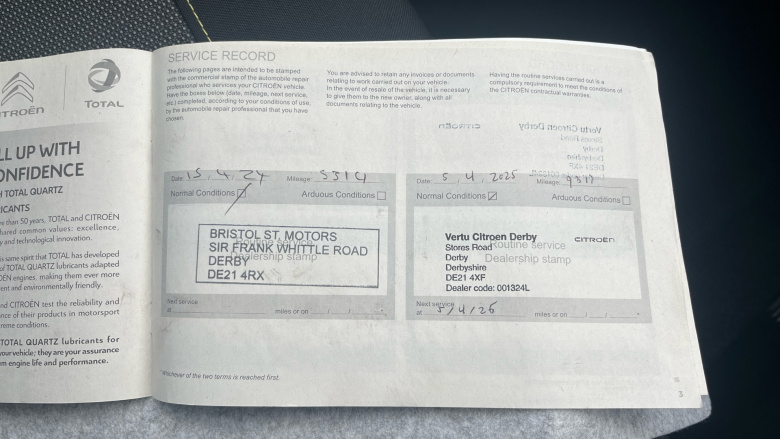 CITROËN
TOTAL
LL UP WITH
ONFIDENCE
H TOTAL QUARTZ
ICANTS
re than 50 years, TOTAL and CITROËN
hared common values: excellence,
y and technological innovation.
is same spirit that TOTAL has developed
of TOTAL QUARTZ lubricants adapted
OËN engines, making them ever more
ent and environmentally friendly.
nd CITROËN test the reliability and
nce of their products in motorsport
reme conditions.
TOTAL QUARTZ lubricants for
your vehicle; they are your assurance
m engine life and performance.
SERVICE RECORD
The following pages are intended to be stamped
with the commercial stamp of the automobile repair
professional who services your CITROËN vehicle.
Have the boxes below (date, mileage, next service,
etc.) completed, according to your conditions of use,
by the automobile repair professional that you have
chosen.
You are advised to retain any invoices or documents
relating to work carried out on your vehicle.
In the event of resale of the vehicle, it is necessary
to give them to the new owner, along with all
documents relating to the vehicle.
Having the routine services carried out is a
compulsory requirement to meet the conditions of
the CITROËN contractual warranties.
Date 15.4.24 Mileage 5314
Normal Conditions Arduous Conditions
Routine service
Dealership stamp
BRISTOL ST. MOTORS
SIR FRANK WHITTLE ROAD
DERBY
DE21 4RX
Next service
at miles or on / / *
Date 5.4.2025 Mileage
Normal Conditions Arduous Conditions
Routine service
Dealership stamp
Vertu Citroen Derby
CITROËN
Stores Road
Derby
Derbyshire
DE21 4XF
Dealer code: 001324L
Next service
at 5/4/26 miles or on / / *
*Whichever of the two terms is reached first.
3